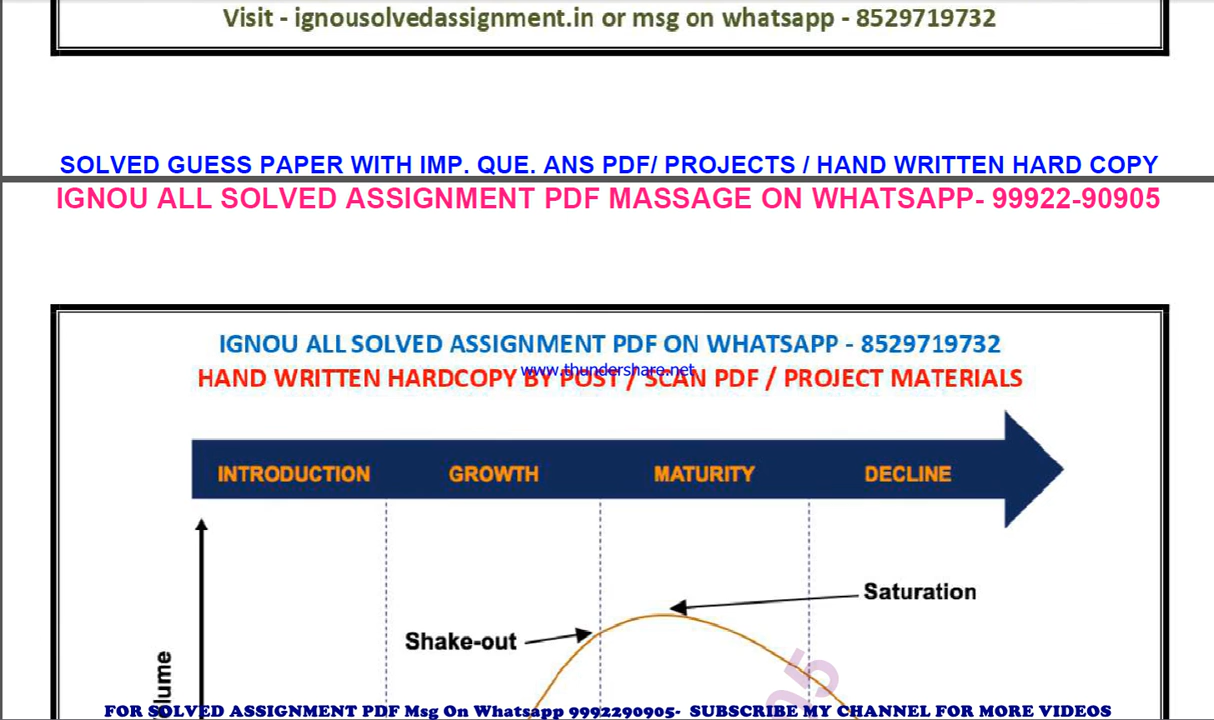 Visit - ignousolvedassignment.in or msg on whatsapp - 8529719732
SOLVED GUESS PAPER WITH IMP. QUE. ANS PDF/ PROJECTS / HAND WRITTEN HARD COPY
IGNOU ALL SOLVED ASSIGNMENT PDF MASSAGE ON WHATSAPP- 99922-90905
IGNOU ALL SOLVED ASSIGNMENT PDF ON WHATSAPP - 8529719732
www.thundershare.net
HAND WRITTEN HARDCOPY BY POST / SCAN PDF / PROJECT MATERIALS
INTRODUCTION GROWTH MATURITY DECLINE
Saturation
Shake-out
FOR SOLVED ASSIGNMENT PDF Msg On Whatsapp 9992290905- SUBSCRIBE MY CHANNEL FOR MORE VIDEOS